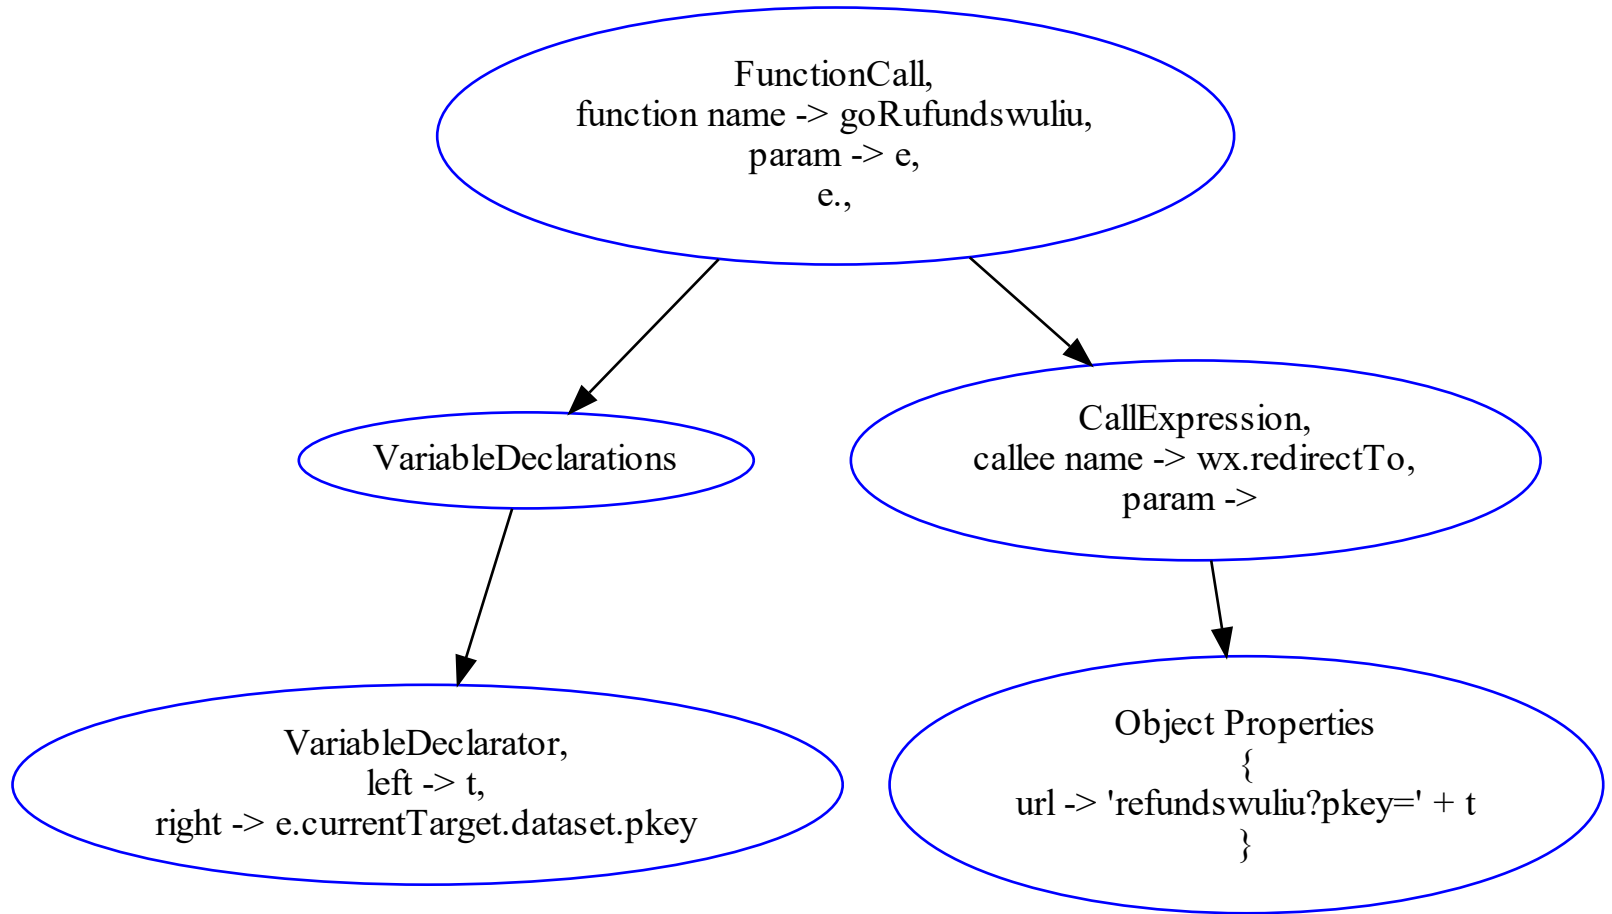 FunctionCall,
function name -> goRufundswuliu,
param -> e,
e.,
VariableDeclarations
CallExpression,
callee name -> wx.redirectTo,
param ->
VariableDeclarator,
left -> t,
right -> e.currentTarget.dataset.pkey
Object Properties
{
url -> 'refundswuliu?pkey=' + t
}